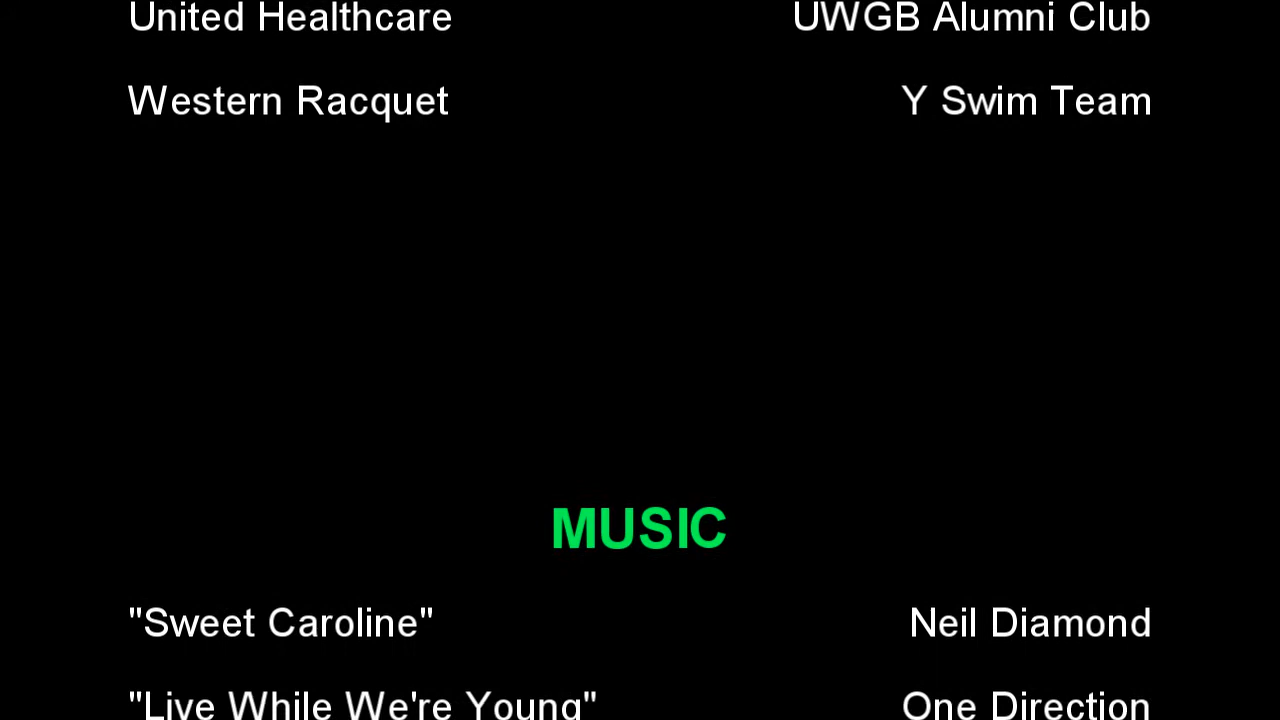 United Healthcare UWGB Alumni Club
Western Racquet Y Swim Team
MUSIC
"Sweet Caroline" Neil Diamond
"Live While We're Young" One Direction